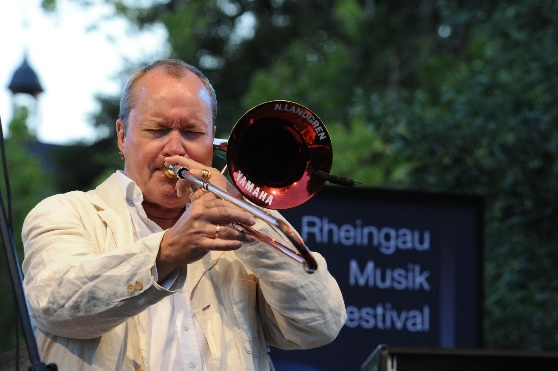 N. LANDGREN
YAMAHA
Rheingau
Musik
estival